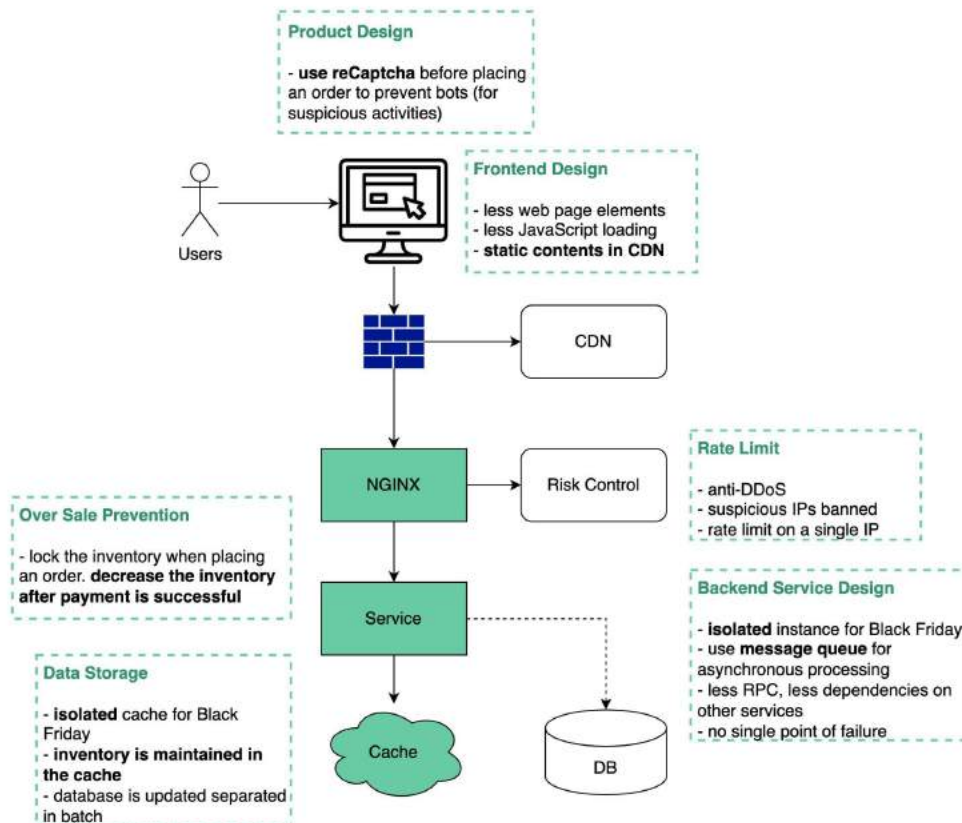 Product Design
- use reCaptcha before placing
an order to prevent bots (for
suspicious activities)
Frontend Design
- less web page elements
- less JavaScript loading
- static contents in CDN
Users
CDN
NGINX
Risk Control
Rate Limit
- anti-DDoS
- suspicious IPs banned
- rate limit on a single IP
Over Sale Prevention
- lock the inventory when placing
an order. decrease the inventory
after payment is successful
Service
Backend Service Design
- isolated instance for Black Friday
- use message queue for
asynchronous processing
- less RPC, less dependencies on
other services
- no single point of failure
Data Storage
- isolated cache for Black
Friday
- inventory is maintained in
the cache
- database is updated separated
in batch
Cache
DB